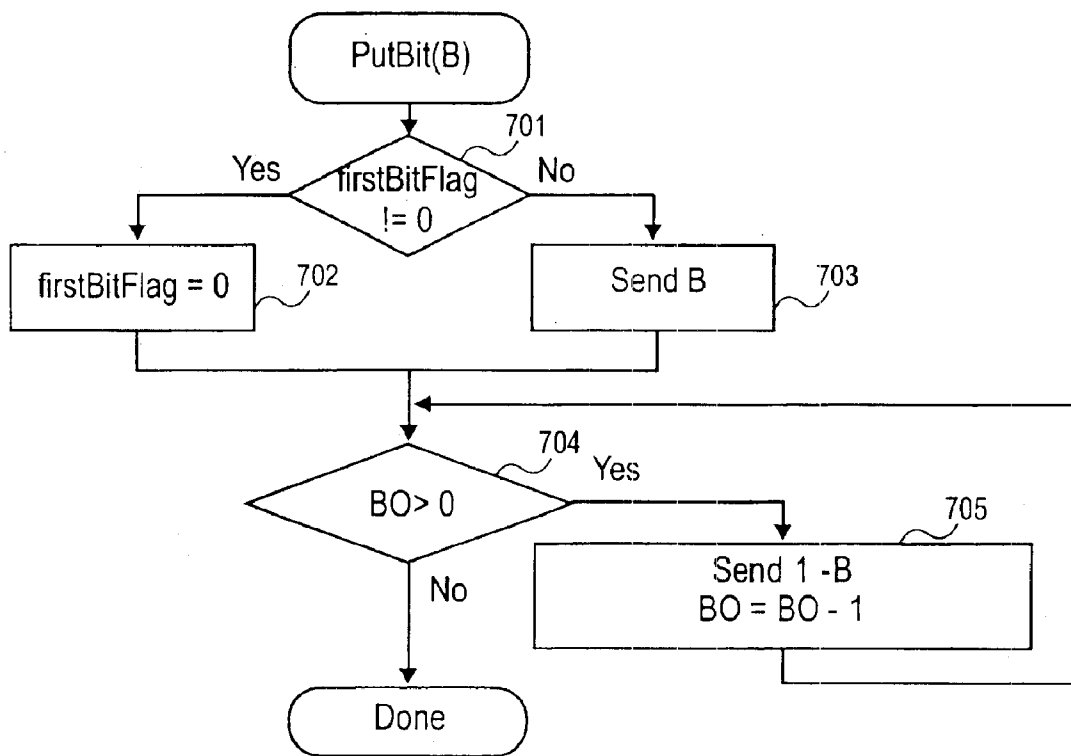 PutBit(B)
701
Yes
firstBitFlag
!= 0
No
firstBitFlag = 0
702
Send B
703
704
BO> 0
Yes
705
Send 1 -B
BO = BO - 1
No
Done